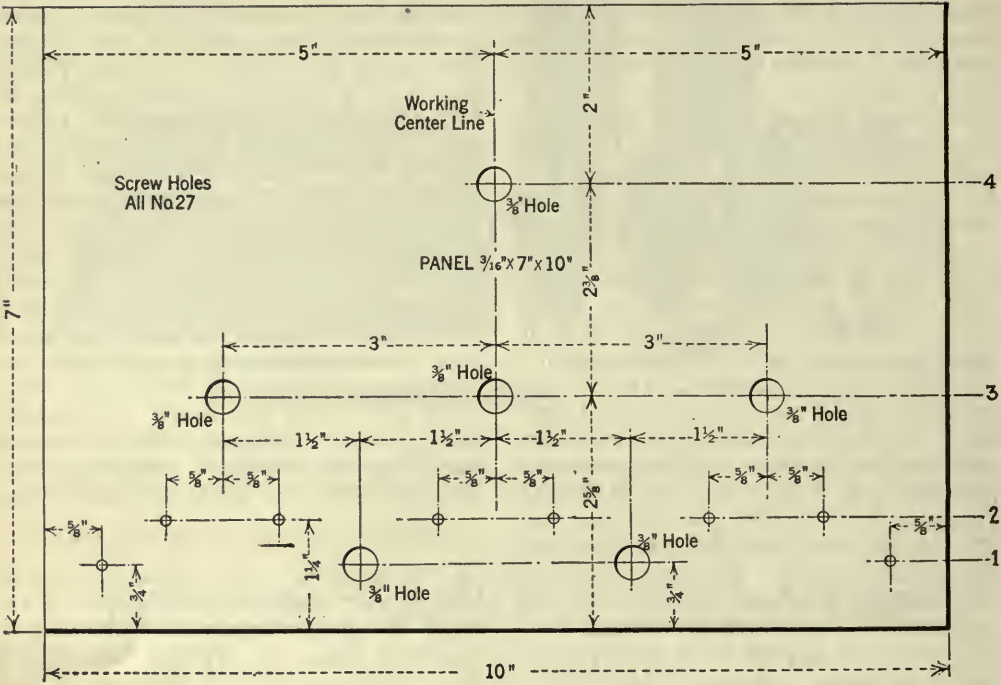 5" 5"
2"
Working
Center Line
Screw Holes
All No 27
4
⅜" Hole
PANEL 3/16" X 7" X 10"
2⅜"
7"
3" 3"
⅜" Hole
3
⅜" Hole
⅜" Hole
1½" 1½" 1½" 1½"
⅝" ⅝" ⅝" ⅝" ⅝" ⅝"
2⅝"
⅝" ⅝"
2
⅜" Hole
1¼"
1
¾" ¾"
⅜" Hole
10"